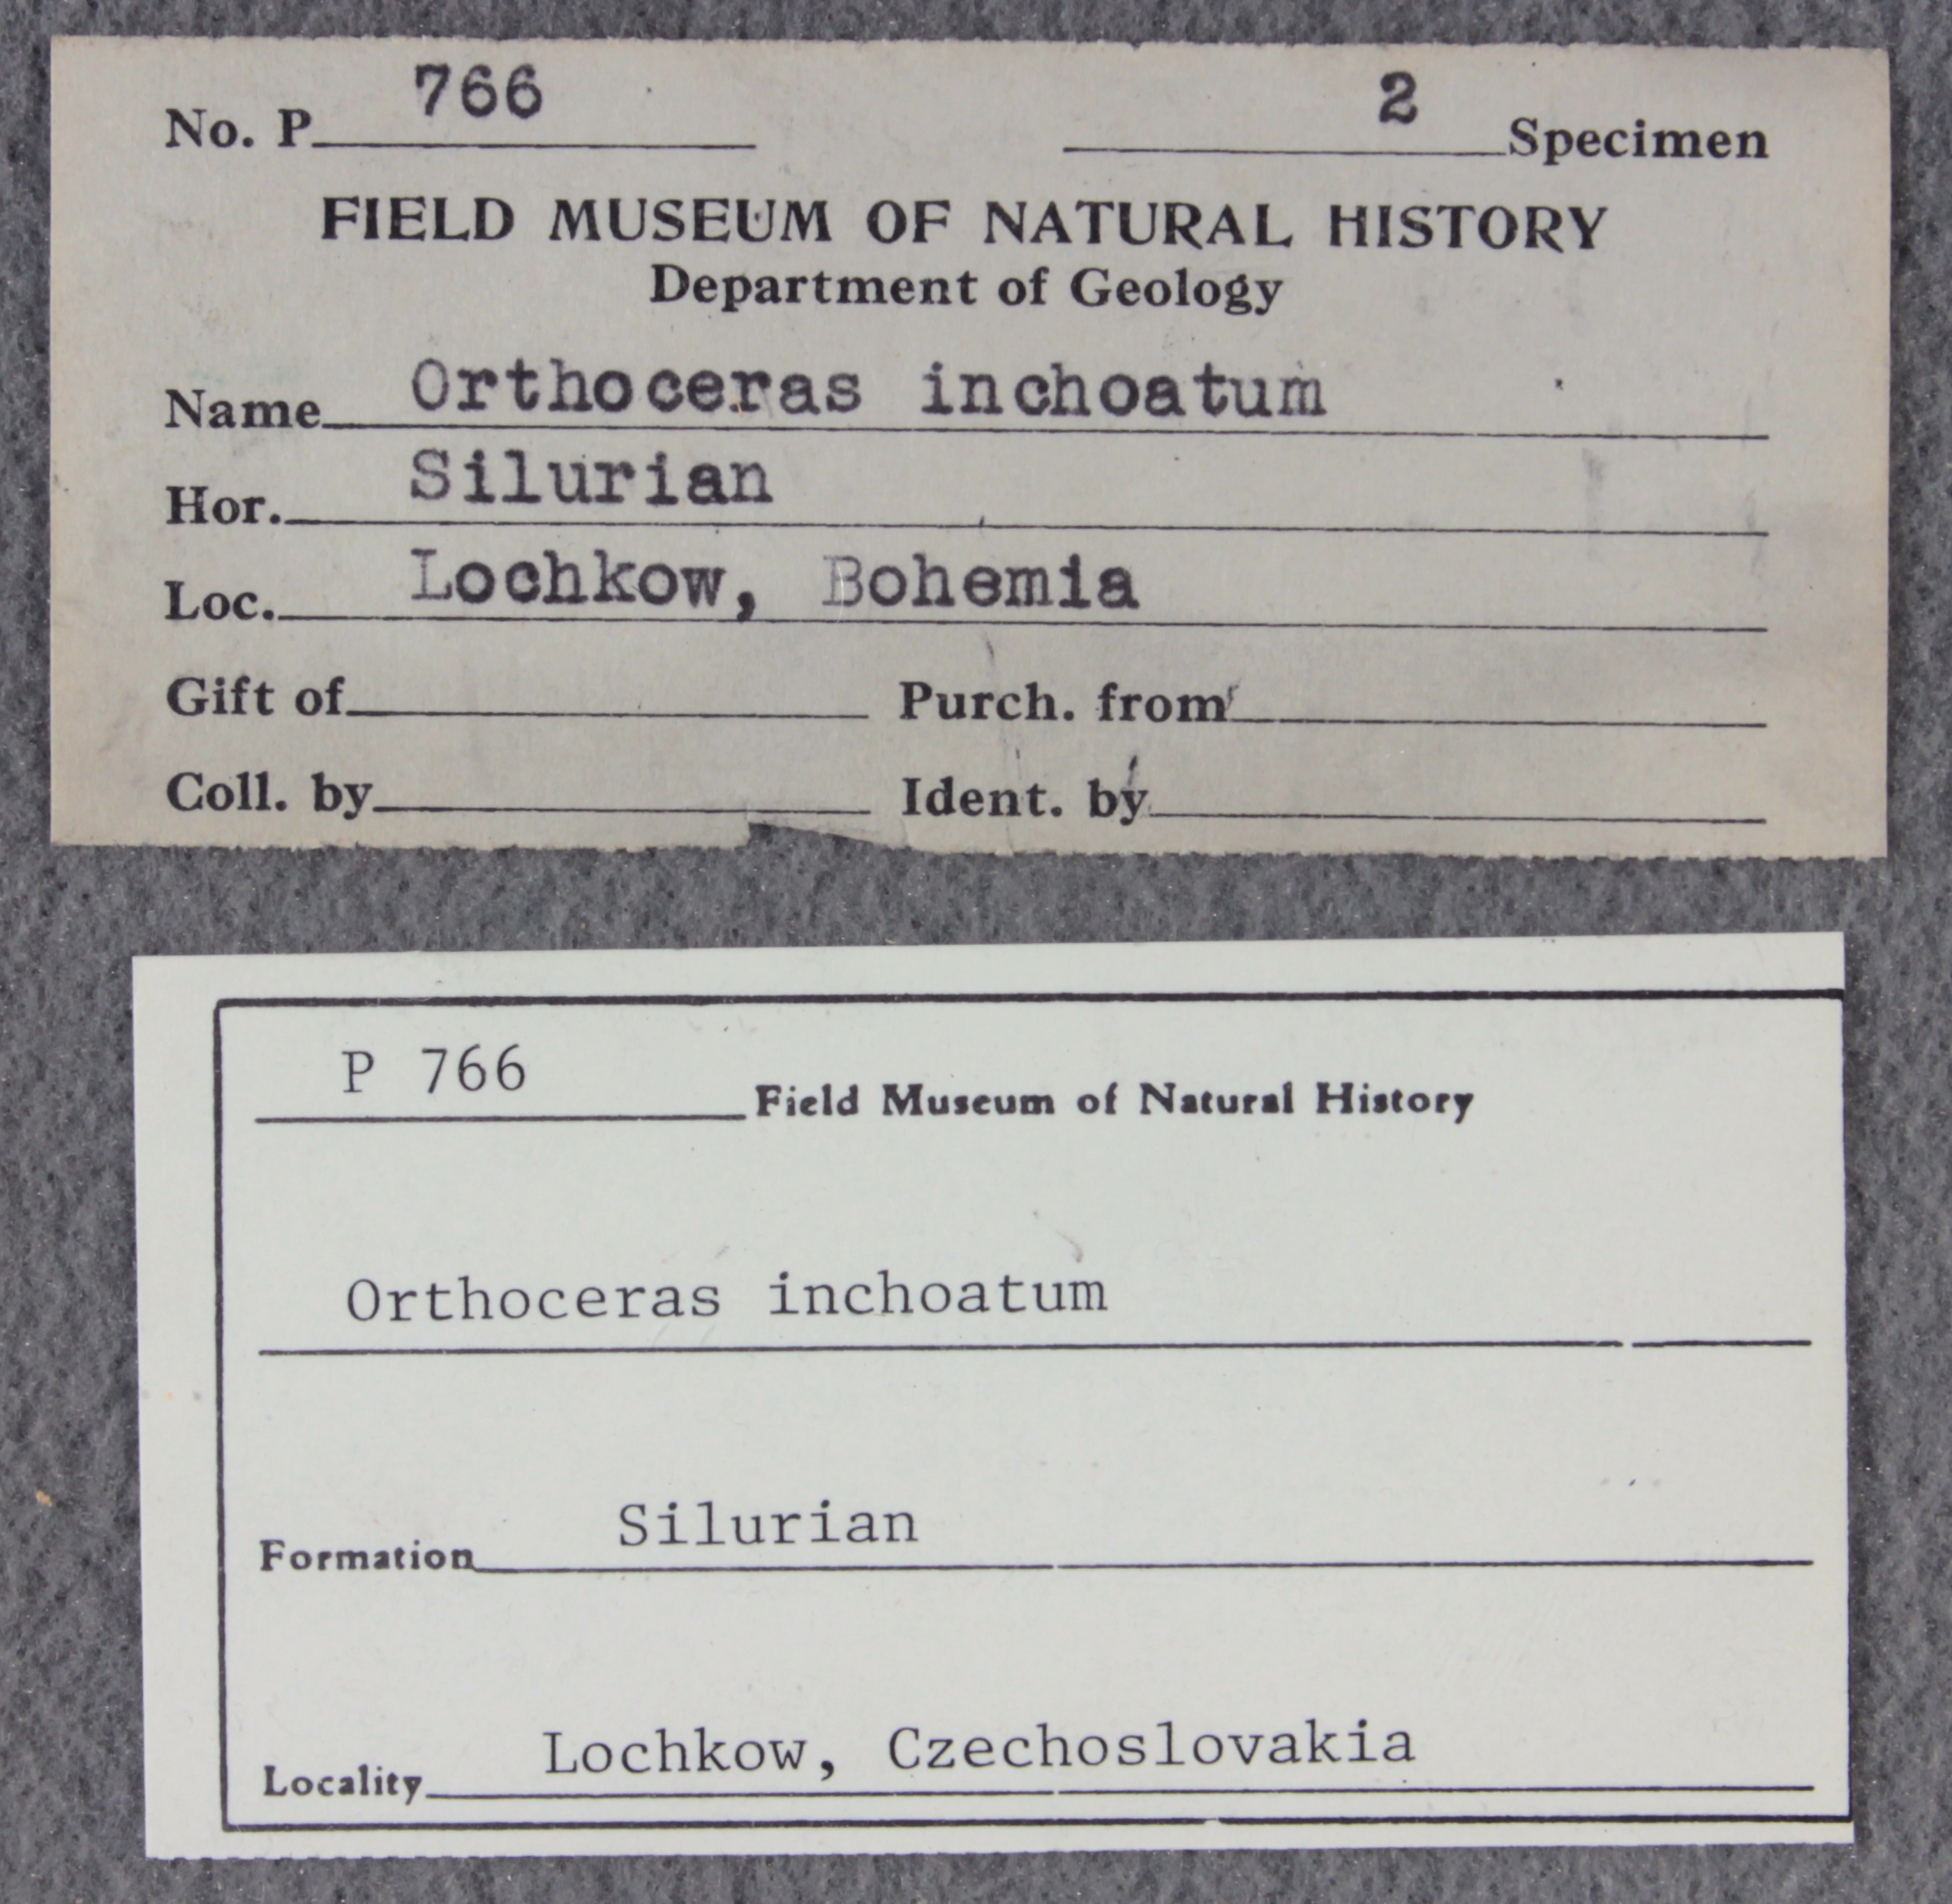 No. P 766 2 Specimen
FIELD MUSEUM OF NATURAL HISTORY
Department of Geology
Name Orthoceras inchoatum
Hor. Silurian
Loc. Lochkow, Bohemia
Gift of Purch. from
Coll. by Ident. by
P 766 Field Museum of Natural History
Orthoceras inchoatum
Formation Silurian
Locality Lochkow, Czechoslovakia